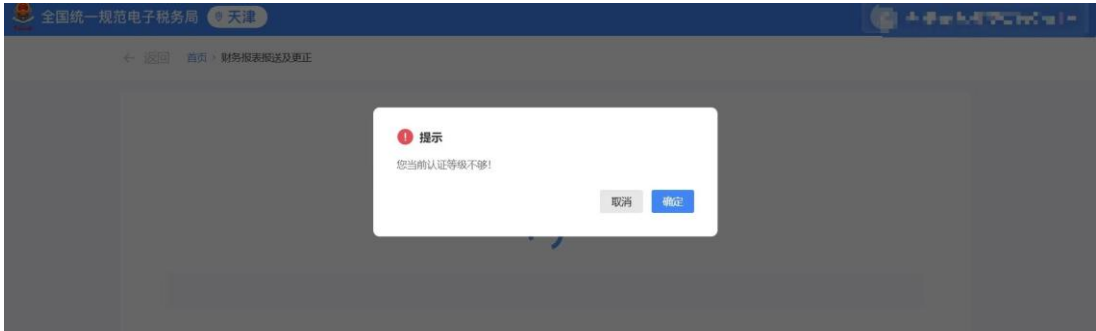 全国统一规范电子税务局 天津
← 返回 首页 > 财务报表报送及更正
提示
您当前认证等级不够!
取消 确定